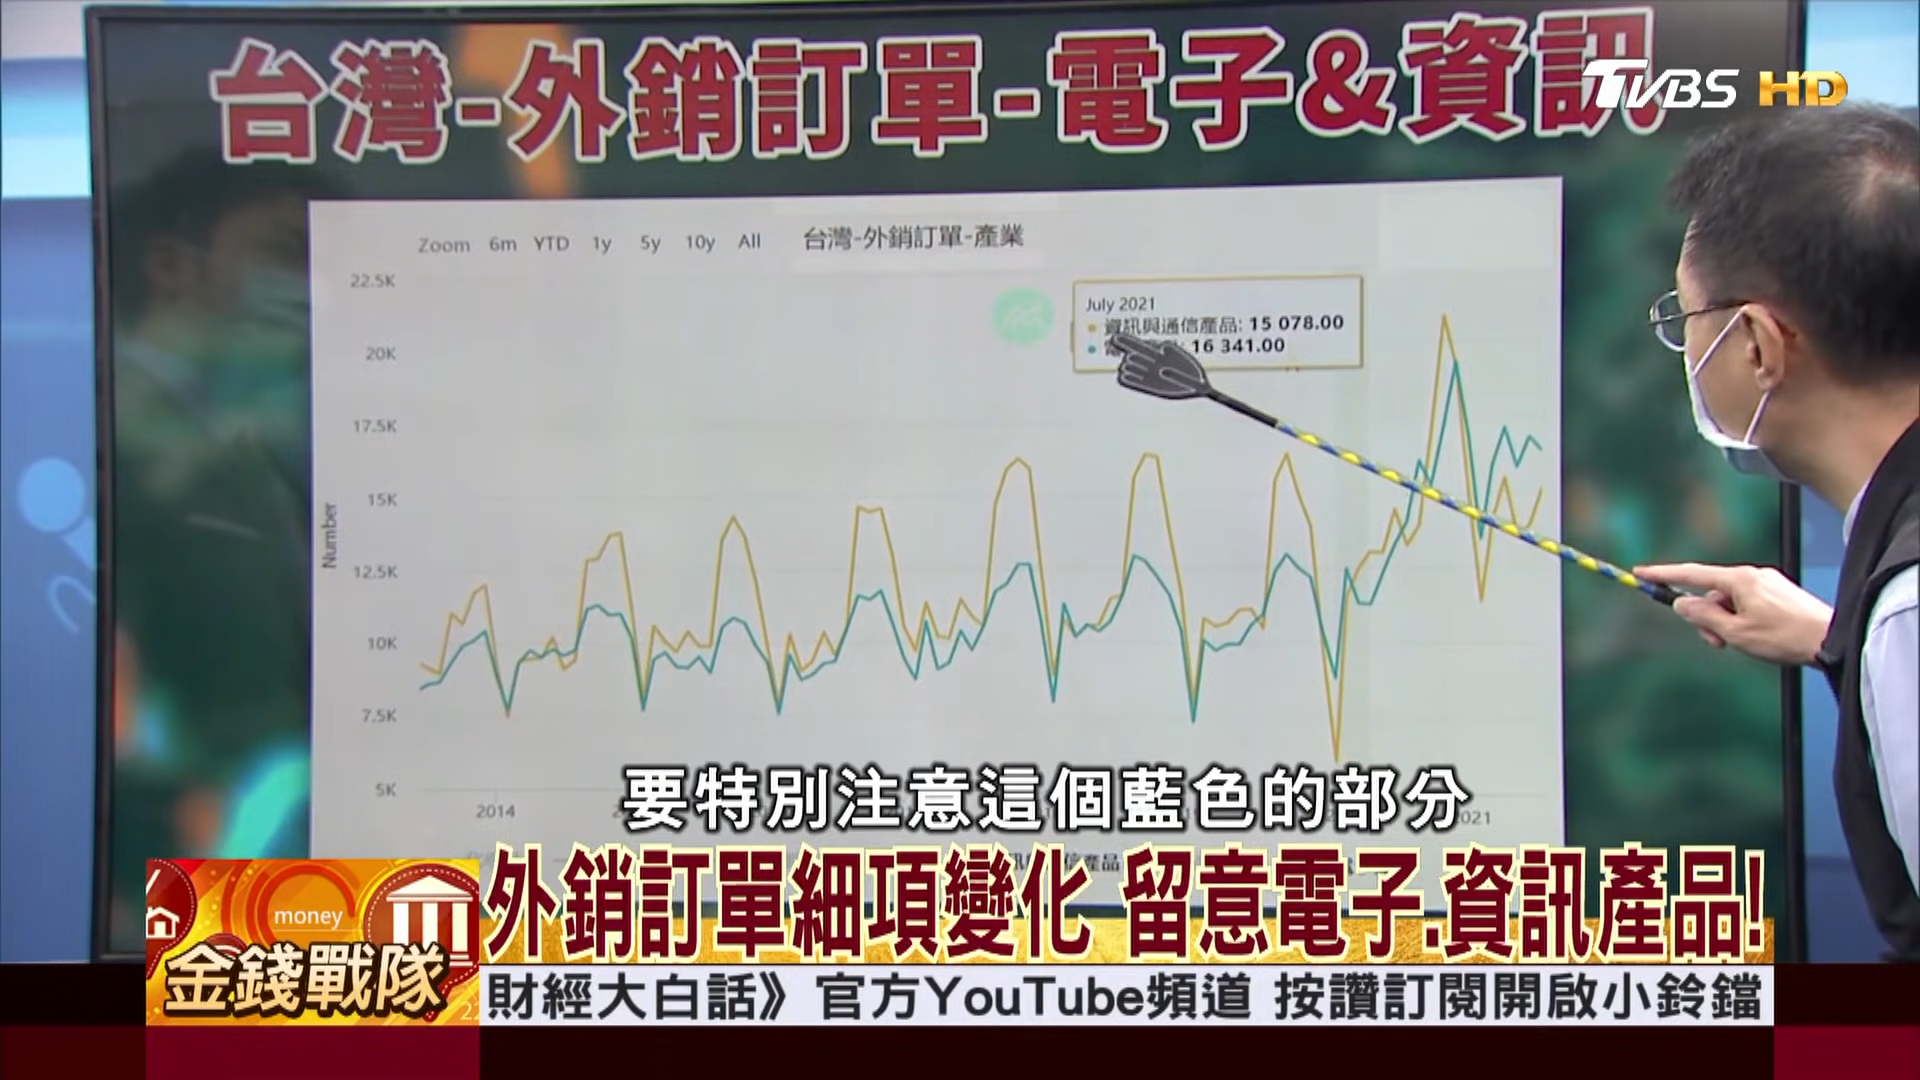 台灣-外銷訂單-電子&資訊
TVBS HD
Zoom 6m YTD 1y 5y 10y All
台灣-外銷訂單-產業
22.5K
20K
17.5K
15K
12.5K
10K
7.5K
5K
Number
July 2021
資訊與通信產品: 15 078.00
16 341.00
2014
2021
要特別注意這個藍色的部分
外銷訂單細項變化 留意電子.資訊產品!
money
金錢戰隊
財經大白話》官方YouTube頻道 按讚訂閱開啟小鈴鐺